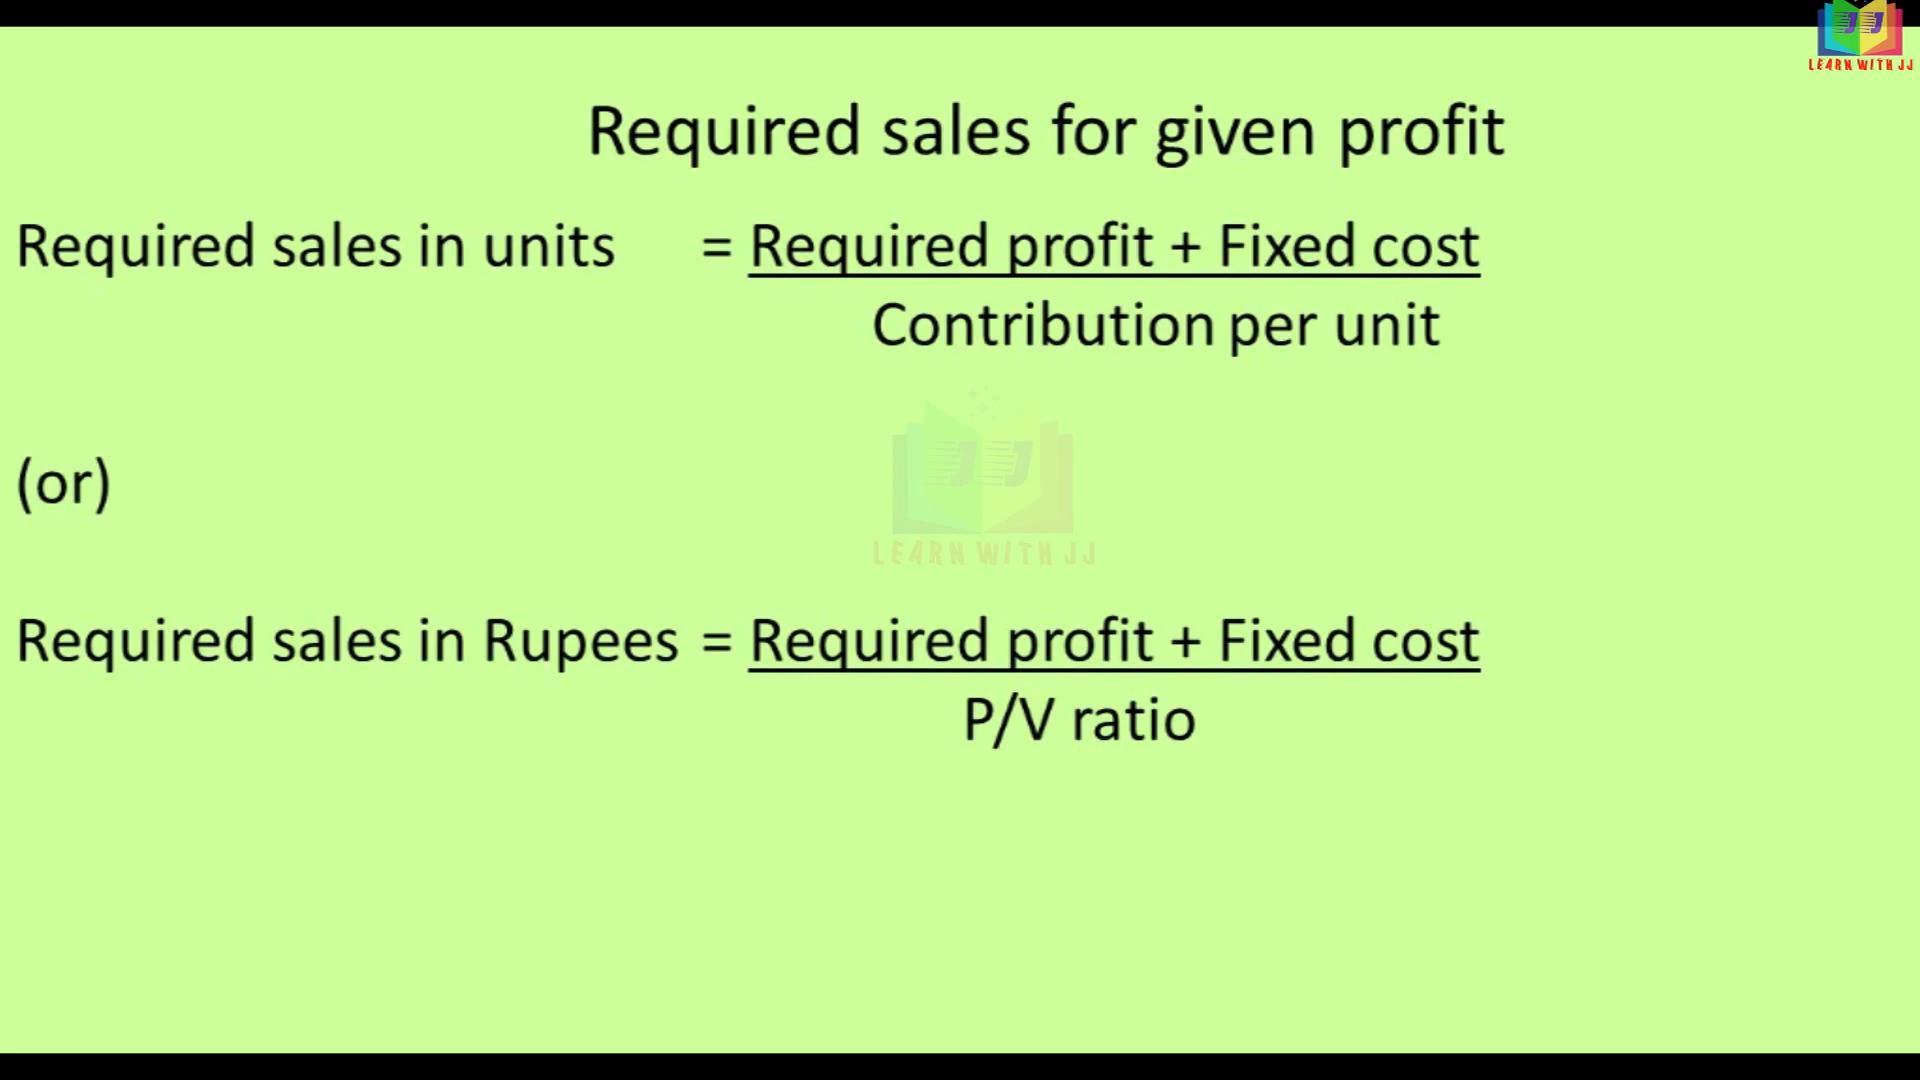 LEARN WITH JJ
Required sales for given profit
Required sales in units = Required profit + Fixed cost
Contribution per unit
JJ
LEARN WITH JJ
(or)
Required sales in Rupees = Required profit + Fixed cost
P/V ratio